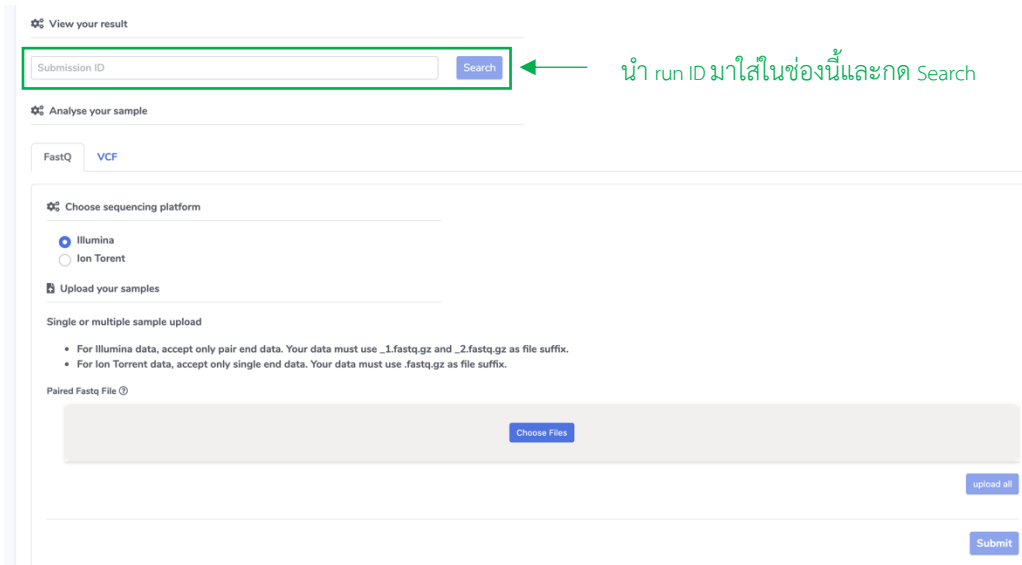 View your result
Submission ID
Search
นำ run ID มาใส่ในช่องนี้และกด Search
Analyse your sample
FastQ
VCF
Choose sequencing platform
Illumina
Ion Torent
Upload your samples
Single or multiple sample upload
For Illumina data, accept only pair end data. Your data must use _1.fastq.gz and _2.fastq.gz as file suffix.
For Ion Torrent data, accept only single end data. Your data must use .fastq.gz as file suffix.
Paired Fastq File
Choose Files
upload all
Submit